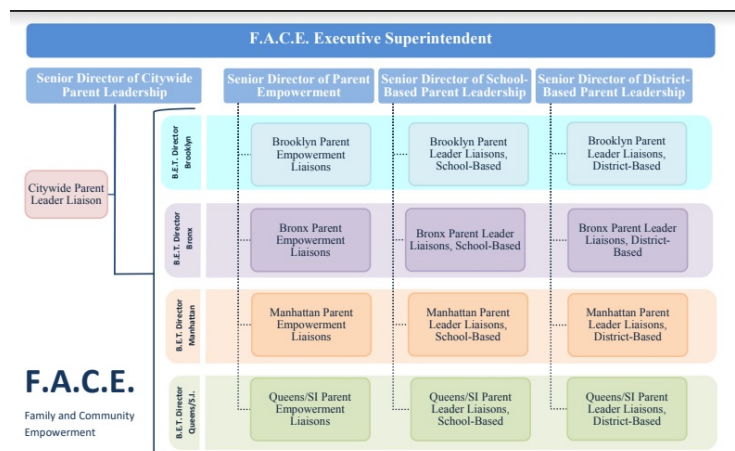 F.A.C.E. Executive Superintendent
Senior Director of Citywide
Parent Leadership
Senior Director of Parent
Empowerment
Senior Director of School-
Based Parent Leadership
Senior Director of District-
Based Parent Leadership
Citywide Parent
Leader Liaison
B.E.T. Director
Brooklyn
Brooklyn Parent
Empowerment
Liaisons
Brooklyn Parent
Leader Liaisons,
School-Based
Brooklyn Parent
Leader Liaisons,
District-Based
B.E.T. Director
Bronx
Bronx Parent
Empowerment
Liaisons
Bronx Parent Leader
Liaisons, School-Based
Bronx Parent Leader
Liaisons, District-
Based
B.E.T. Director
Manhattan
Manhattan Parent
Empowerment
Liaisons
Manhattan Parent
Leader Liaisons,
School-Based
Manhattan Parent
Leader Liaisons,
District-Based
B.E.T. Director
Queens/S.I.
Queens/SI Parent
Empowerment
Liaisons
Queens/SI Parent
Leader Liaisons,
School-Based
Queens/SI Parent
Leader Liaisons,
District-Based
F.A.C.E.
Family and Community
Empowerment